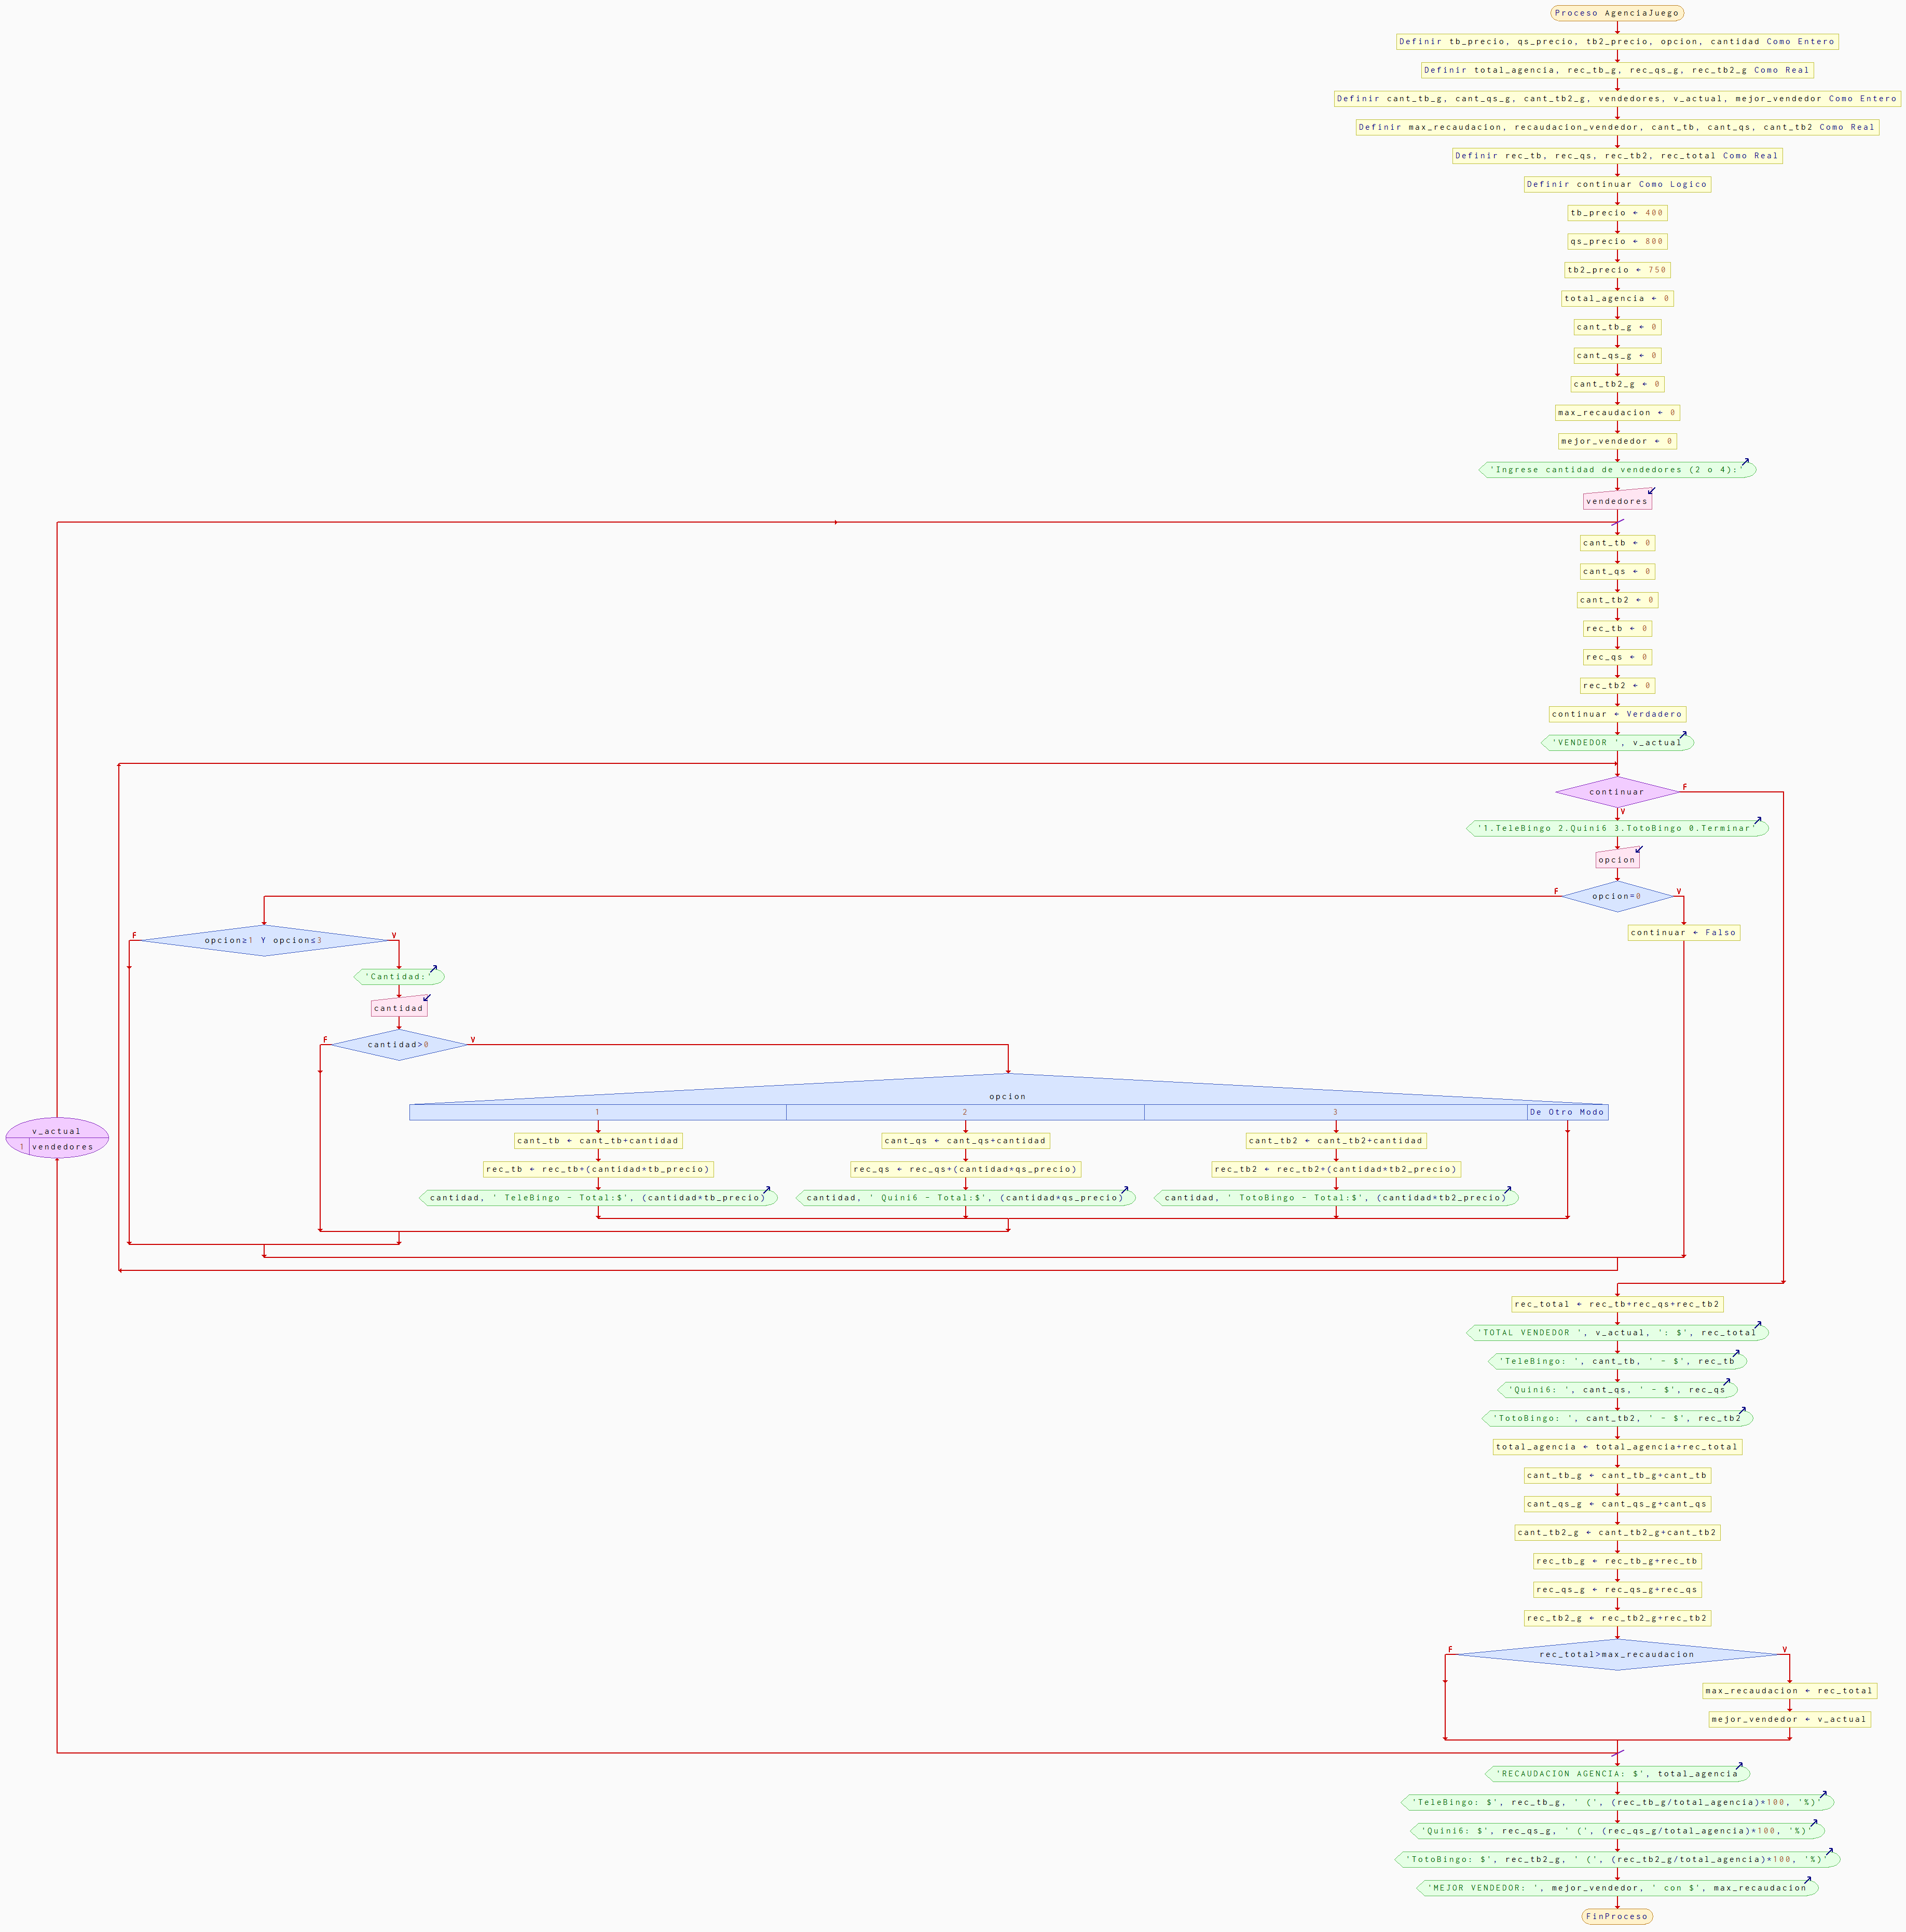 Proceso AgenciaJuego
Definir tb_precio, qs_precio, tb2_precio, opcion, cantidad Como Entero
Definir total_agencia, rec_tb_g, rec_qs_g, rec_tb2_g Como Real
Definir cant_tb_g, cant_qs_g, cant_tb2_g, vendedores, v_actual, mejor_vendedor Como Entero
Definir max_recaudacion, recaudacion_vendedor, cant_tb, cant_qs, cant_tb2 Como Real
Definir rec_tb, rec_qs, rec_tb2, rec_total Como Real
Definir continuar Como Logico
tb_precio ← 400
qs_precio ← 800
tb2_precio ← 750
total_agencia ← 0
cant_tb_g ← 0
cant_qs_g ← 0
cant_tb2_g ← 0
max_recaudacion ← 0
mejor_vendedor ← 0
'Ingrese cantidad de vendedores (2 o 4):'
vendedores
cant_tb ← 0
cant_qs ← 0
cant_tb2 ← 0
rec_tb ← 0
rec_qs ← 0
rec_tb2 ← 0
continuar ← Verdadero
'VENDEDOR ', v_actual
continuar
F
V
'1.TeleBingo 2.Quini6 3.TotoBingo 0.Terminar'
opcion
F
opcion=0
V
continuar ← Falso
F
opcion≥1 Y opcion≤3
V
'Cantidad:'
cantidad
F
cantidad>0
V
opcion
1
2
3
De Otro Modo
v_actual
1 vendedores
cant_tb ← cant_tb+cantidad
cant_qs ← cant_qs+cantidad
cant_tb2 ← cant_tb2+cantidad
rec_tb ← rec_tb+(cantidad*tb_precio)
rec_qs ← rec_qs+(cantidad*qs_precio)
rec_tb2 ← rec_tb2+(cantidad*tb2_precio)
cantidad, ' TeleBingo - Total:$', (cantidad*tb_precio)
cantidad, ' Quini6 - Total:$', (cantidad*qs_precio)
cantidad, ' TotoBingo - Total:$', (cantidad*tb2_precio)
rec_total ← rec_tb+rec_qs+rec_tb2
'TOTAL VENDEDOR ', v_actual, ': $', rec_total
'TeleBingo: ', cant_tb, ' - $', rec_tb
'Quini6: ', cant_qs, ' - $', rec_qs
'TotoBingo: ', cant_tb2, ' - $', rec_tb2
total_agencia ← total_agencia+rec_total
cant_tb_g ← cant_tb_g+cant_tb
cant_qs_g ← cant_qs_g+cant_qs
cant_tb2_g ← cant_tb2_g+cant_tb2
rec_tb_g ← rec_tb_g+rec_tb
rec_qs_g ← rec_qs_g+rec_qs
rec_tb2_g ← rec_tb2_g+rec_tb2
F
rec_total>max_recaudacion
V
max_recaudacion ← rec_total
mejor_vendedor ← v_actual
'RECAUDACION AGENCIA: $', total_agencia
'TeleBingo: $', rec_tb_g, ' (', (rec_tb_g/total_agencia)*100, '%)'
'Quini6: $', rec_qs_g, ' (', (rec_qs_g/total_agencia)*100, '%)'
'TotoBingo: $', rec_tb2_g, ' (', (rec_tb2_g/total_agencia)*100, '%)'
'MEJOR VENDEDOR: ', mejor_vendedor, ' con $', max_recaudacion
FinProceso